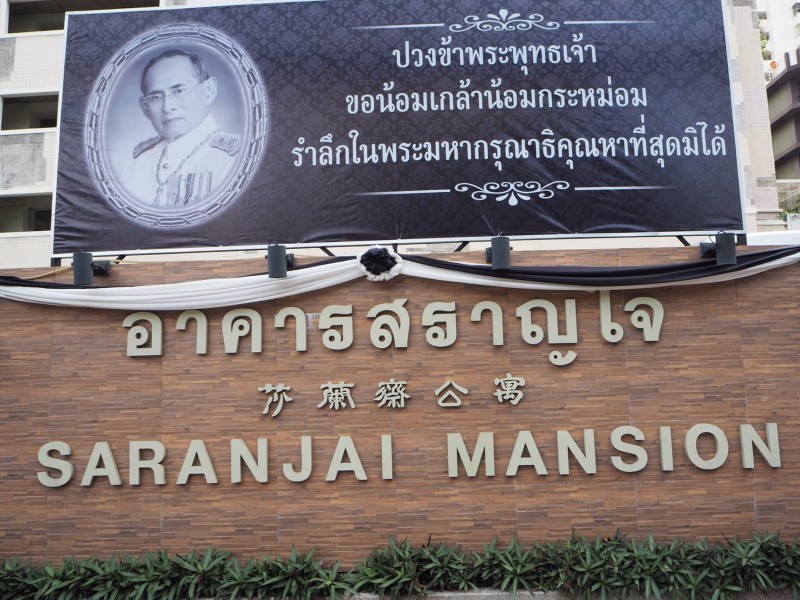 ปวงข้าพระพุทธเจ้า
ขอน้อมเกล้าน้อมกระหม่อม
รำลึกในพระมหากรุณาธิคุณหาที่สุดมิได้
อาคารสราญใจ
莎蘭齋公寓
SARANJAI MANSION